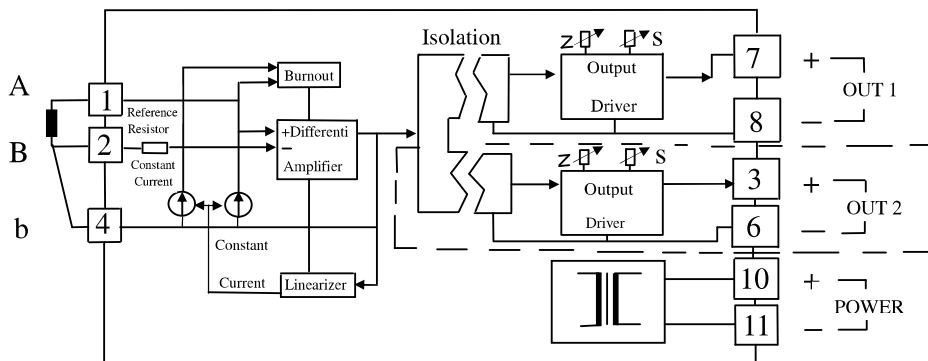 Isolation
Z S
7
+
Burnout
Output
A
OUT 1
1
Driver
8
−
Reference
Resistor
+Differenti
−
2
B
Amplifier
Constant
Current
Z S
3
+
Output
OUT 2
4
b
Driver
6
−
Constant
10
+
Current
Linearizer
POWER
11
−